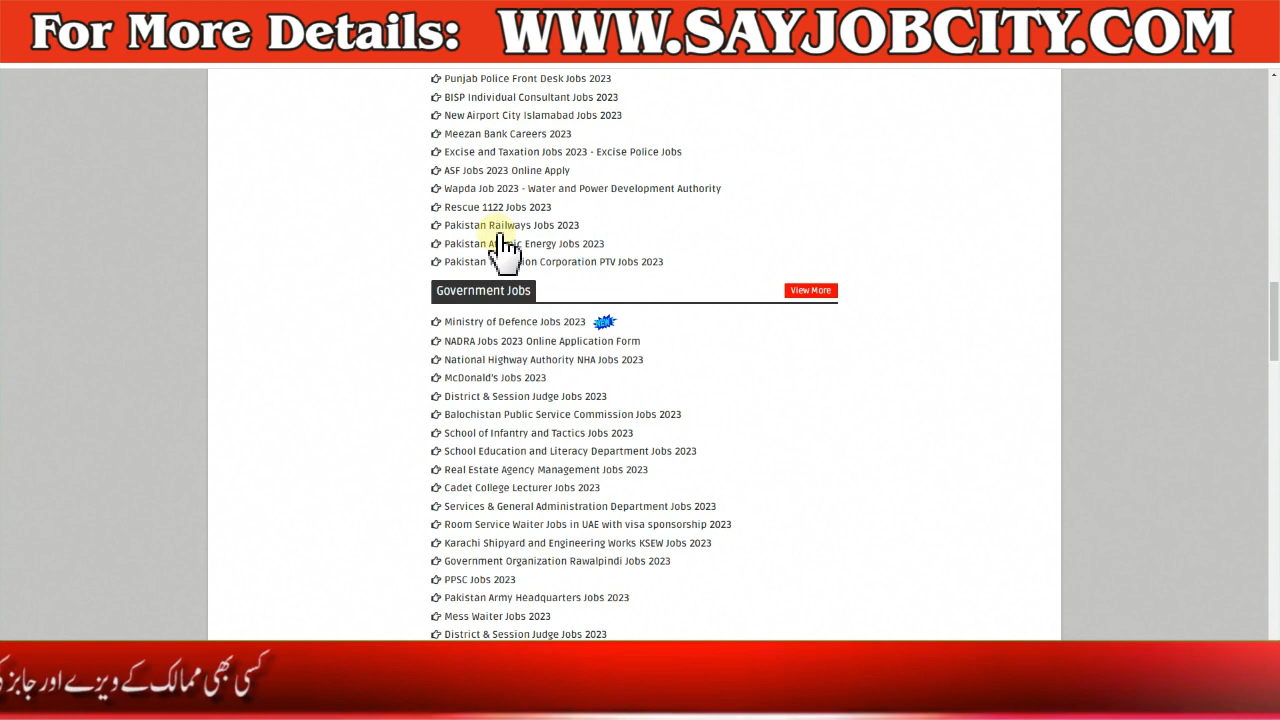 For More Details: WWW.SAYJOBCITY.COM
Punjab Police Front Desk Jobs 2023
BISP Individual Consultant Jobs 2023
New Airport City Islamabad Jobs 2023
Meezan Bank Careers 2023
Excise and Taxation Jobs 2023 - Excise Police Jobs
ASF Jobs 2023 Online Apply
Wapda Job 2023 - Water and Power Development Authority
Rescue 1122 Jobs 2023
Pakistan Railways Jobs 2023
Pakistan Energy Jobs 2023
Pakistan Corporation PTV Jobs 2023
Government Jobs View More
Ministry of Defence Jobs 2023 NEW
NADRA Jobs 2023 Online Application Form
National Highway Authority NHA Jobs 2023
McDonald's Jobs 2023
District & Session Judge Jobs 2023
Balochistan Public Service Commission Jobs 2023
School of Infantry and Tactics Jobs 2023
School Education and Literacy Department Jobs 2023
Real Estate Agency Management Jobs 2023
Cadet College Lecturer Jobs 2023
Services & General Administration Department Jobs 2023
Room Service Waiter Jobs in UAE with visa sponsorship 2023
Karachi Shipyard and Engineering Works KSEW Jobs 2023
Government Organization Rawalpindi Jobs 2023
PPSC Jobs 2023
Pakistan Army Headquarters Jobs 2023
Mess Waiter Jobs 2023
District & Session Judge Jobs 2023
کسی بھی ممالک کے ویزے اور جابز